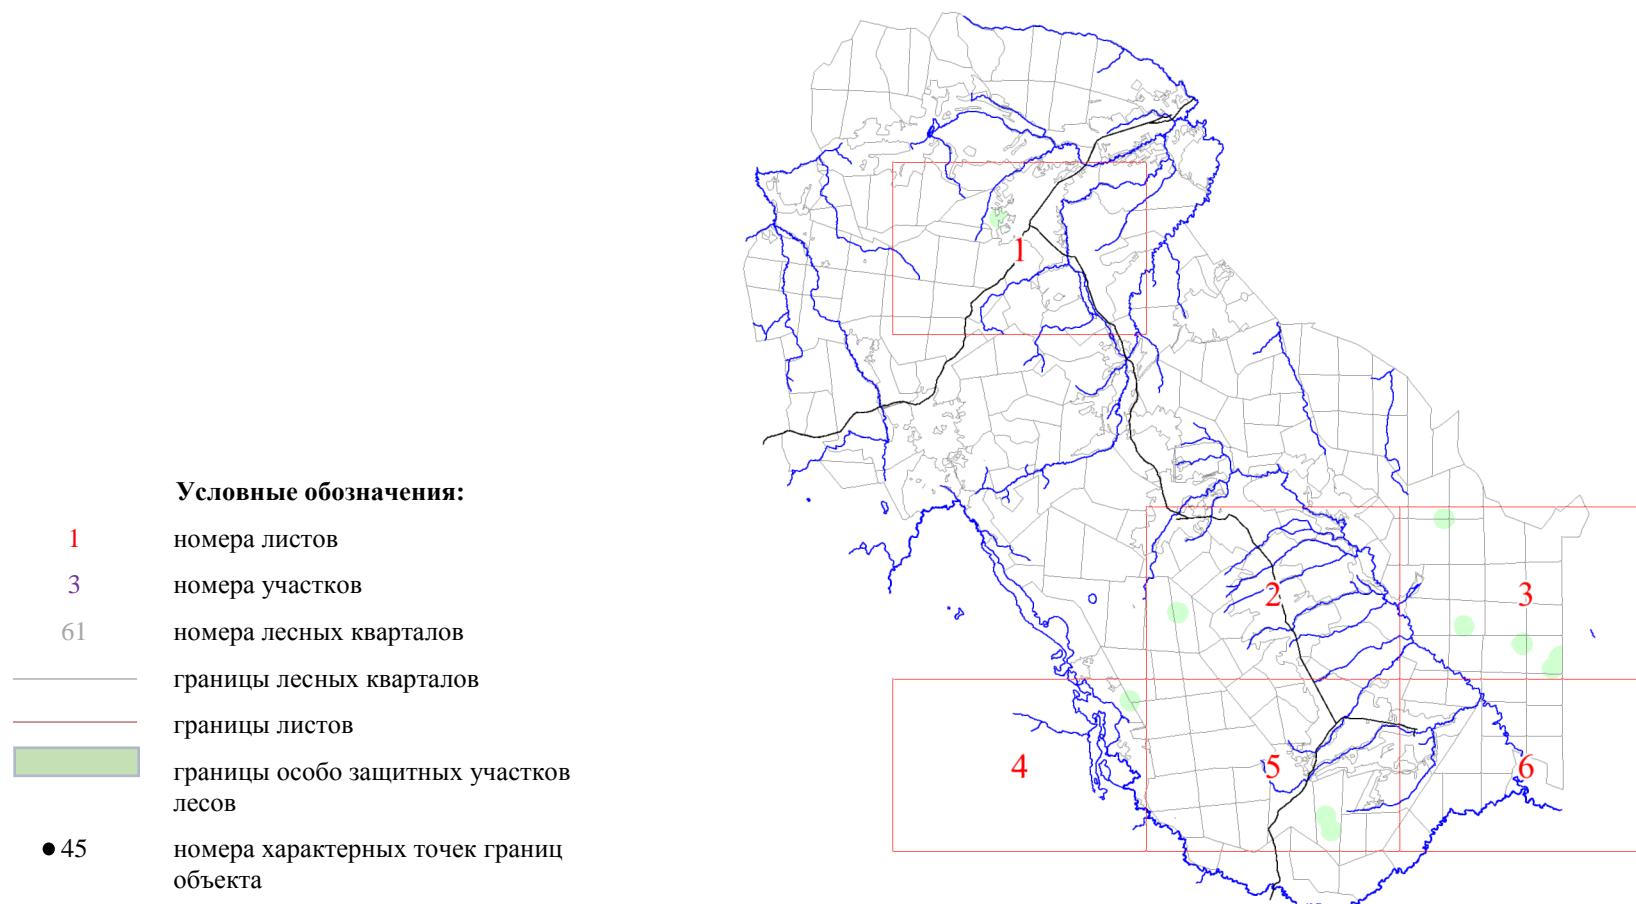 Условные обозначения:
1 номера листов
3 номера участков
61 номера лесных кварталов
границы лесных кварталов
границы листов
границы особо защитных участков
лесов
45 номера характерных точек границ
объекта
1
2
3
4
5
6